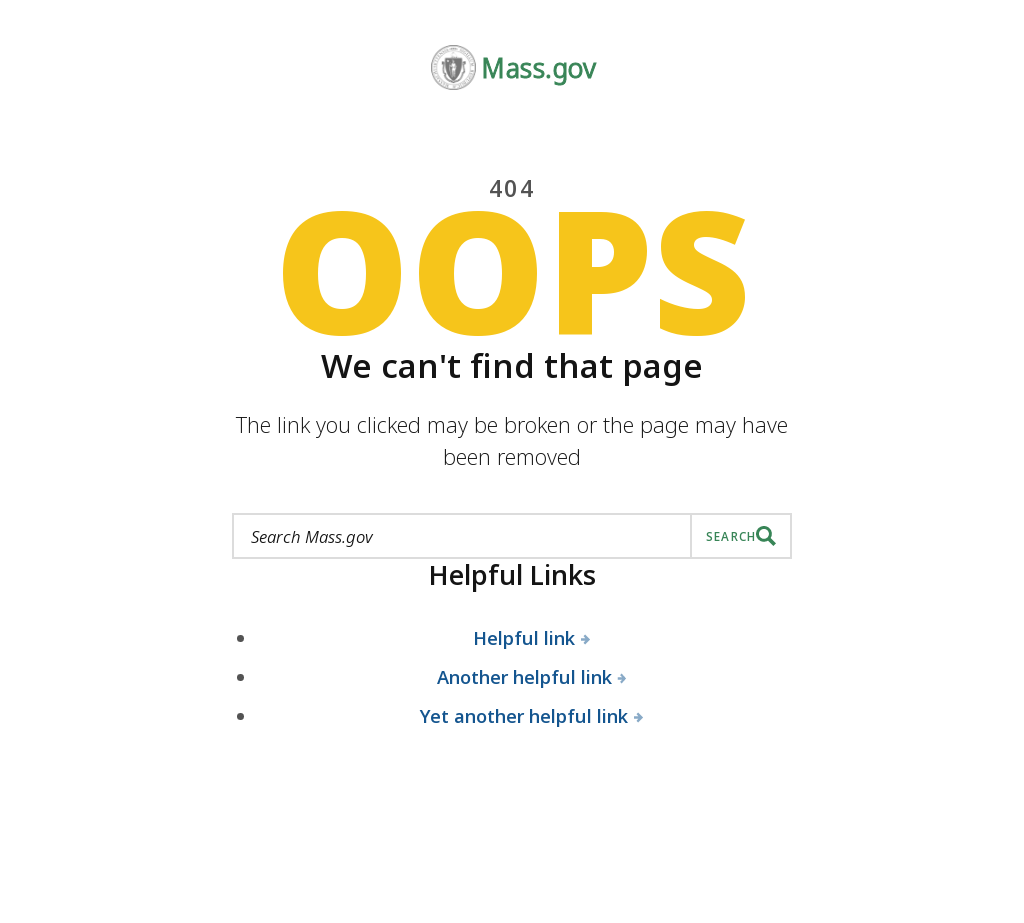 Mass.gov
404
OOPS
We can't find that page
The link you clicked may be broken or the page may have
been removed
Search Mass.gov
SEARCH
Helpful Links
Helpful link
Another helpful link
Yet another helpful link